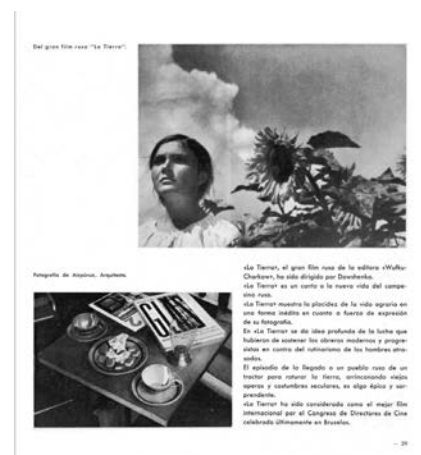 Del gran film ruso "La Tierra".
Fotografía de Aizpúrua. Arquitecto.
«La Tierra», el gran film ruso de la editora «Wufku-
Charkow», ha sido dirigido por Dowshenko.
«La Tierra» es un canto a la nueva vida del campe-
sino ruso.
«La Tierra» muestra la placidez de la vida agraria en
una forma inédita en cuanto a fuerza de expresión
de su fotografía.
En «La Tierra» se da idea profunda de la lucha que
hubieron de sostener los obreros modernos y progre-
sistas en contra del rutinarismo de los hombres atra-
sados.
El episodio de la llegada a un pueblo ruso de un
tractor para roturar la tierra, arrinconando viejos
aperos y costumbres seculares, es algo épico y sor-
prendente.
«La Tierra» ha sido considerada como el mejor film
internacional por el Congreso de Directores de Cine
celebrado últimamente en Bruselas.
— 29